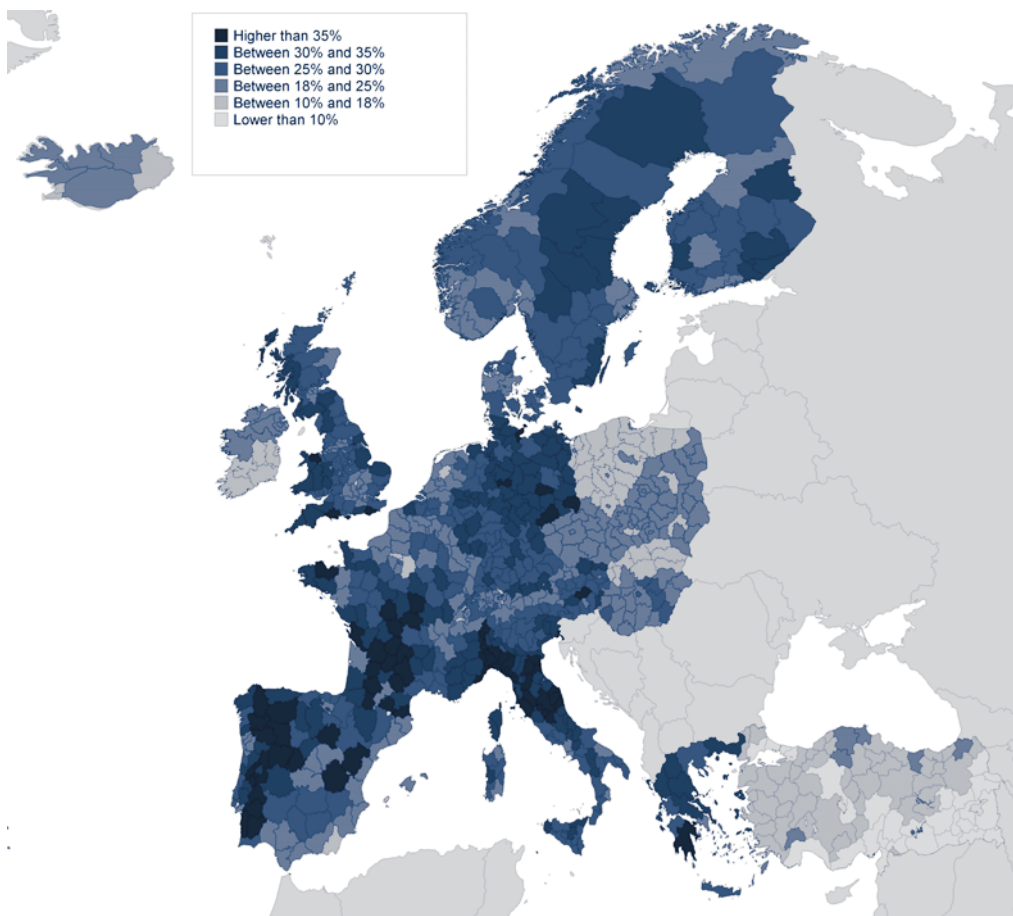 Higher than 35%
Between 30% and 35%
Between 25% and 30%
Between 18% and 25%
Between 10% and 18%
Lower than 10%